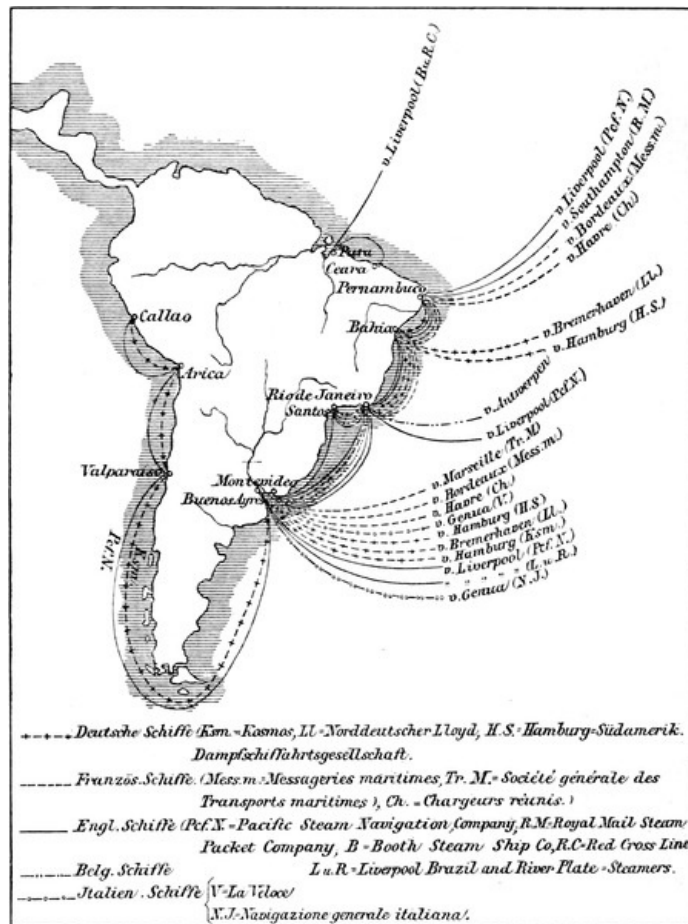 v. Liverpool (B. u. R.C.)
v. Liverpool (Pcf. N.)
v. Southampton (R. M.)
v. Bordeaux (Mess. m.)
v. Havre (Ch.)
Para
Ceara
Pernambuco
Callao
Bahia
v. Bremerhaven (Ll.)
v. Hamburg (H.S.)
Arica
Rio de Janeiro
Santos
v. Antwerpen
v. Liverpool (Pcf. N.)
Valparaiso
Montevideo
Buenos Ayres
v. Marseille (Tr. M)
v. Bordeaux (Mess. m.)
v. Havre (Ch.)
v. Genua (V.)
v. Hamburg (H.S.)
v. Bremerhaven (Ll.)
v. Hamburg (Ksm.)
v. Liverpool (Pcf. N.)
" " " " (L. u. R.)
v. Genua (N. J.)
Pcf. N.
Ksm.
Deutsche Schiffe (Ksm. = Kosmos, Ll = Norddeutscher Lloyd, H.S. = Hamburg = Südamerik.
Dampfschiffahrtsgesellschaft.
Französ. Schiffe. (Mess. m. = Messageries maritimes, Tr. M. = Société générale des
Transports maritimes), Ch. = Chargeurs réunis.)
Engl. Schiffe (Pcf. N. = Pacific Steam Navigation Company, R.M. = Royal Mail Steam
Packet Company, B = Booth Steam Ship Co, R.C = Red Cross Line
Belg. Schiffe L u. R = Liverpool Brazil and River Plate = Steamers.
Italien. Schiffe { V = La Veloce
N.J. = Navigazione generale italiana.